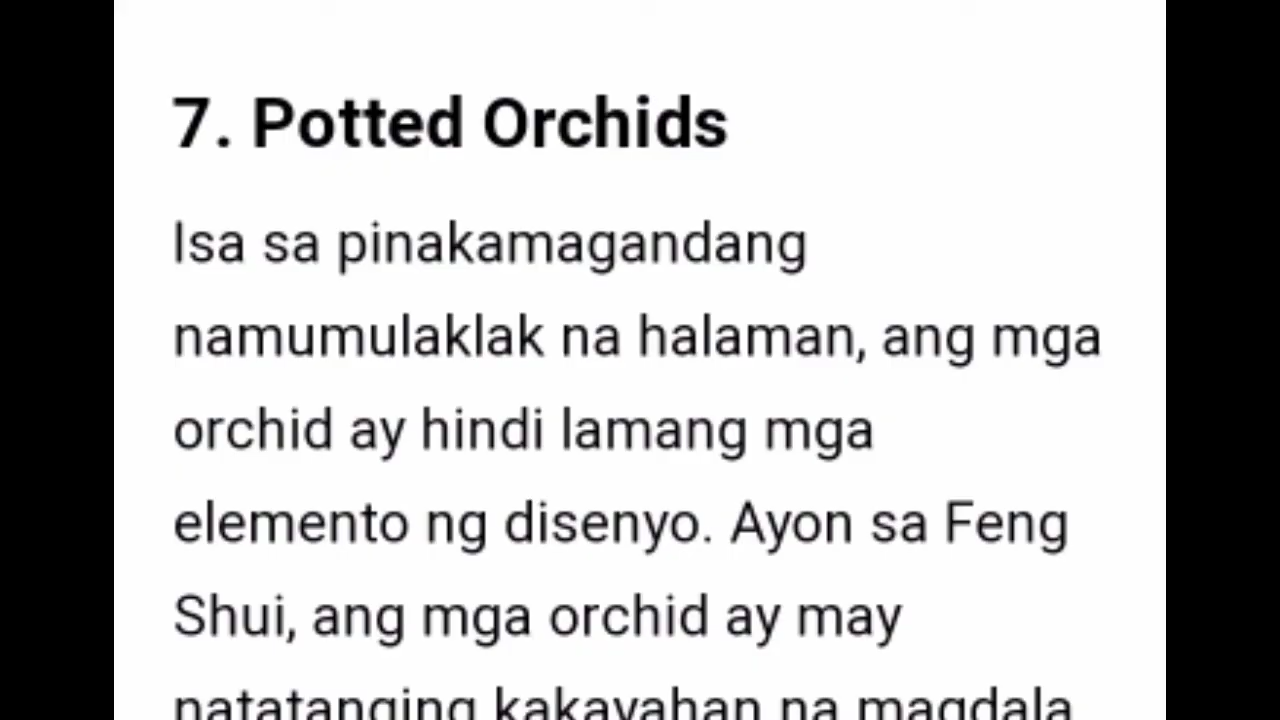 7. Potted Orchids
Isa sa pinakamagandang
namumulaklak na halaman, ang mga
orchid ay hindi lamang mga
elemento ng disenyo. Ayon sa Feng
Shui, ang mga orchid ay may
natatanging kakayahan na magdala